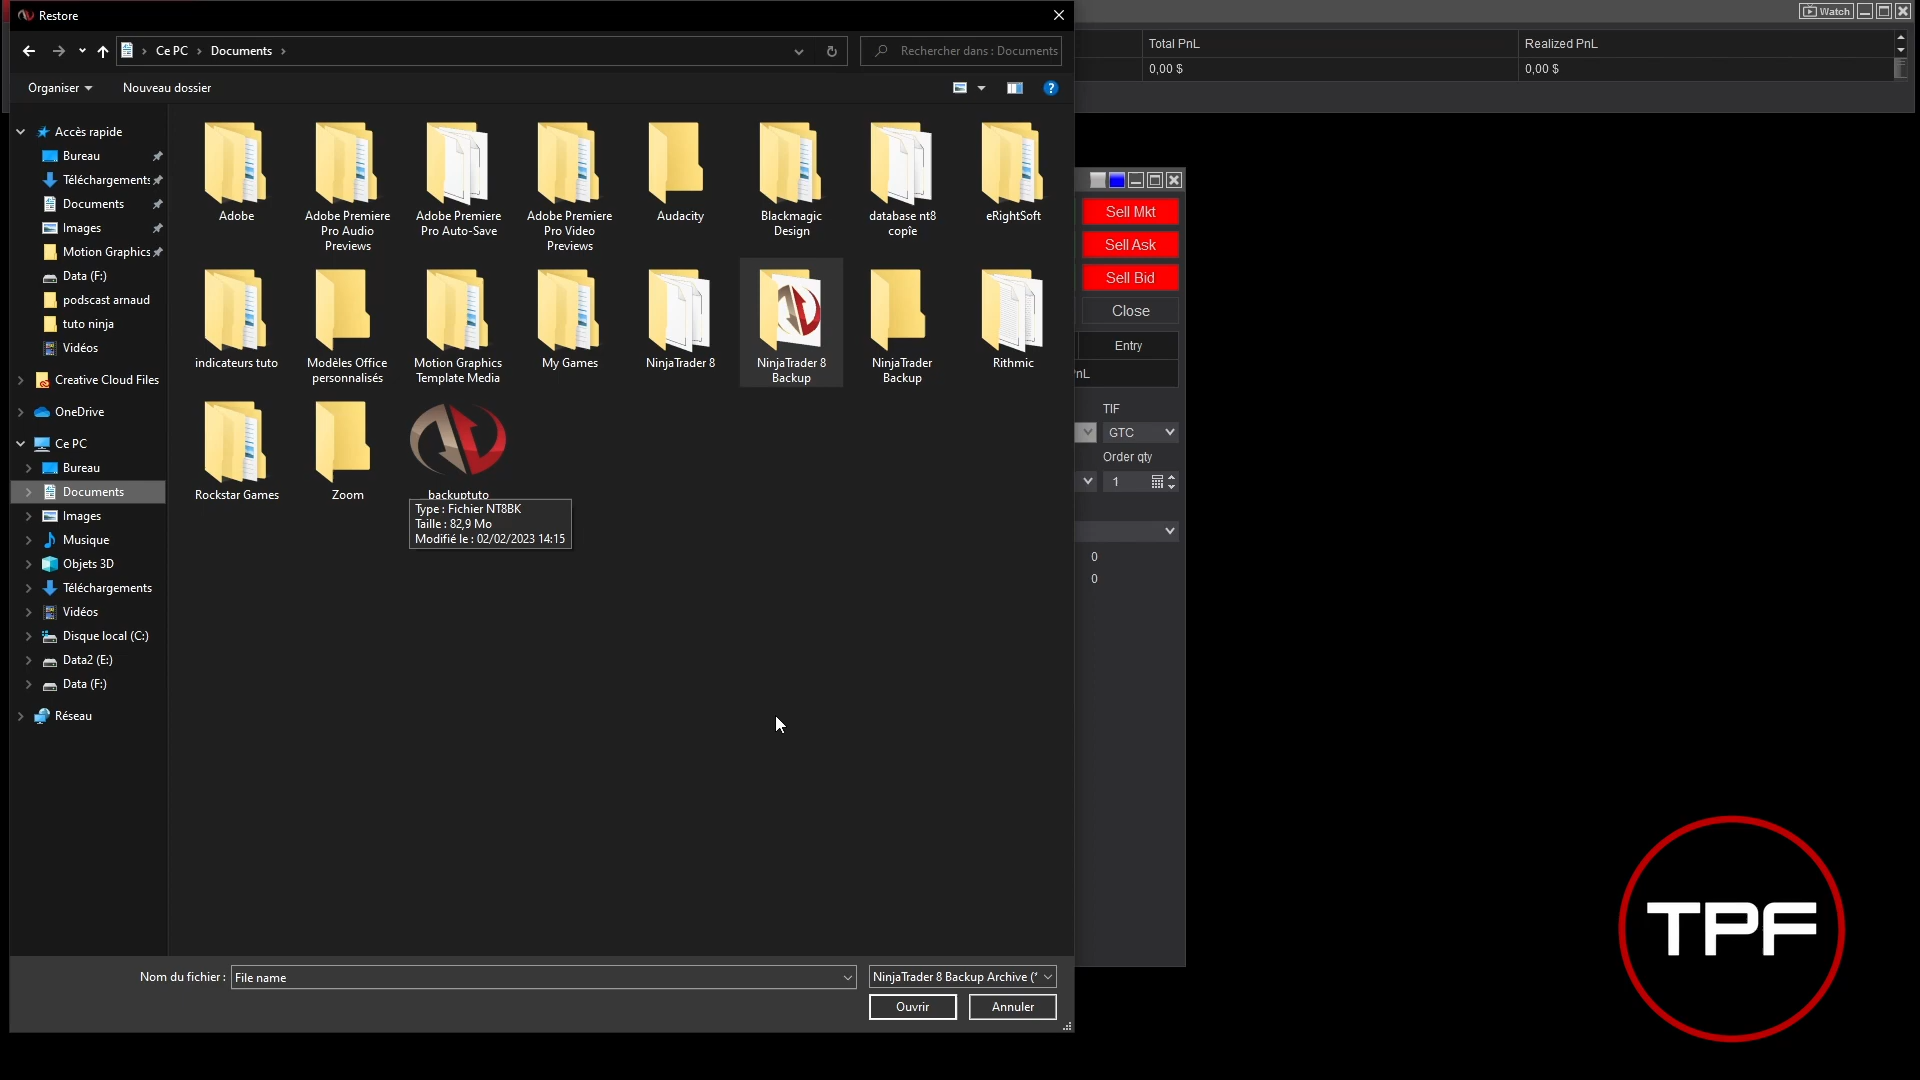 Restore
Watch
Ce PC
Documents
Rechercher dans : Documents
Total PnL
Realized PnL
0,00 $
0,00 $
Organiser
Nouveau dossier
Accès rapide
Bureau
Téléchargements
Documents
Images
Motion Graphics
Data (F:)
podscast arnaud
tuto ninja
Vidéos
Creative Cloud Files
OneDrive
Ce PC
Bureau
Documents
Images
Musique
Objets 3D
Téléchargements
Vidéos
Disque local (C:)
Data2 (E:)
Data (F:)
Réseau
Adobe
Adobe Premiere
Pro Audio
Previews
Adobe Premiere
Pro Auto-Save
Adobe Premiere
Pro Video
Previews
Audacity
Blackmagic
Design
database nt8
copie
eRightSoft
indicateurs tuto
Modèles Office
personnalisés
Motion Graphics
Template Media
My Games
NinjaTrader 8
NinjaTrader 8
Backup
NinjaTrader
Backup
Rithmic
Rockstar Games
Zoom
backuptuto
Type : Fichier NT8BK
Taille : 82,9 Mo
Modifié le : 02/02/2023 14:15
Sell Mkt
Sell Ask
Sell Bid
Close
Entry
PnL
TIF
GTC
Order qty
1
0
0
Nom du fichier :
File name
NinjaTrader 8 Backup Archive (*
Ouvrir
Annuler
TPF